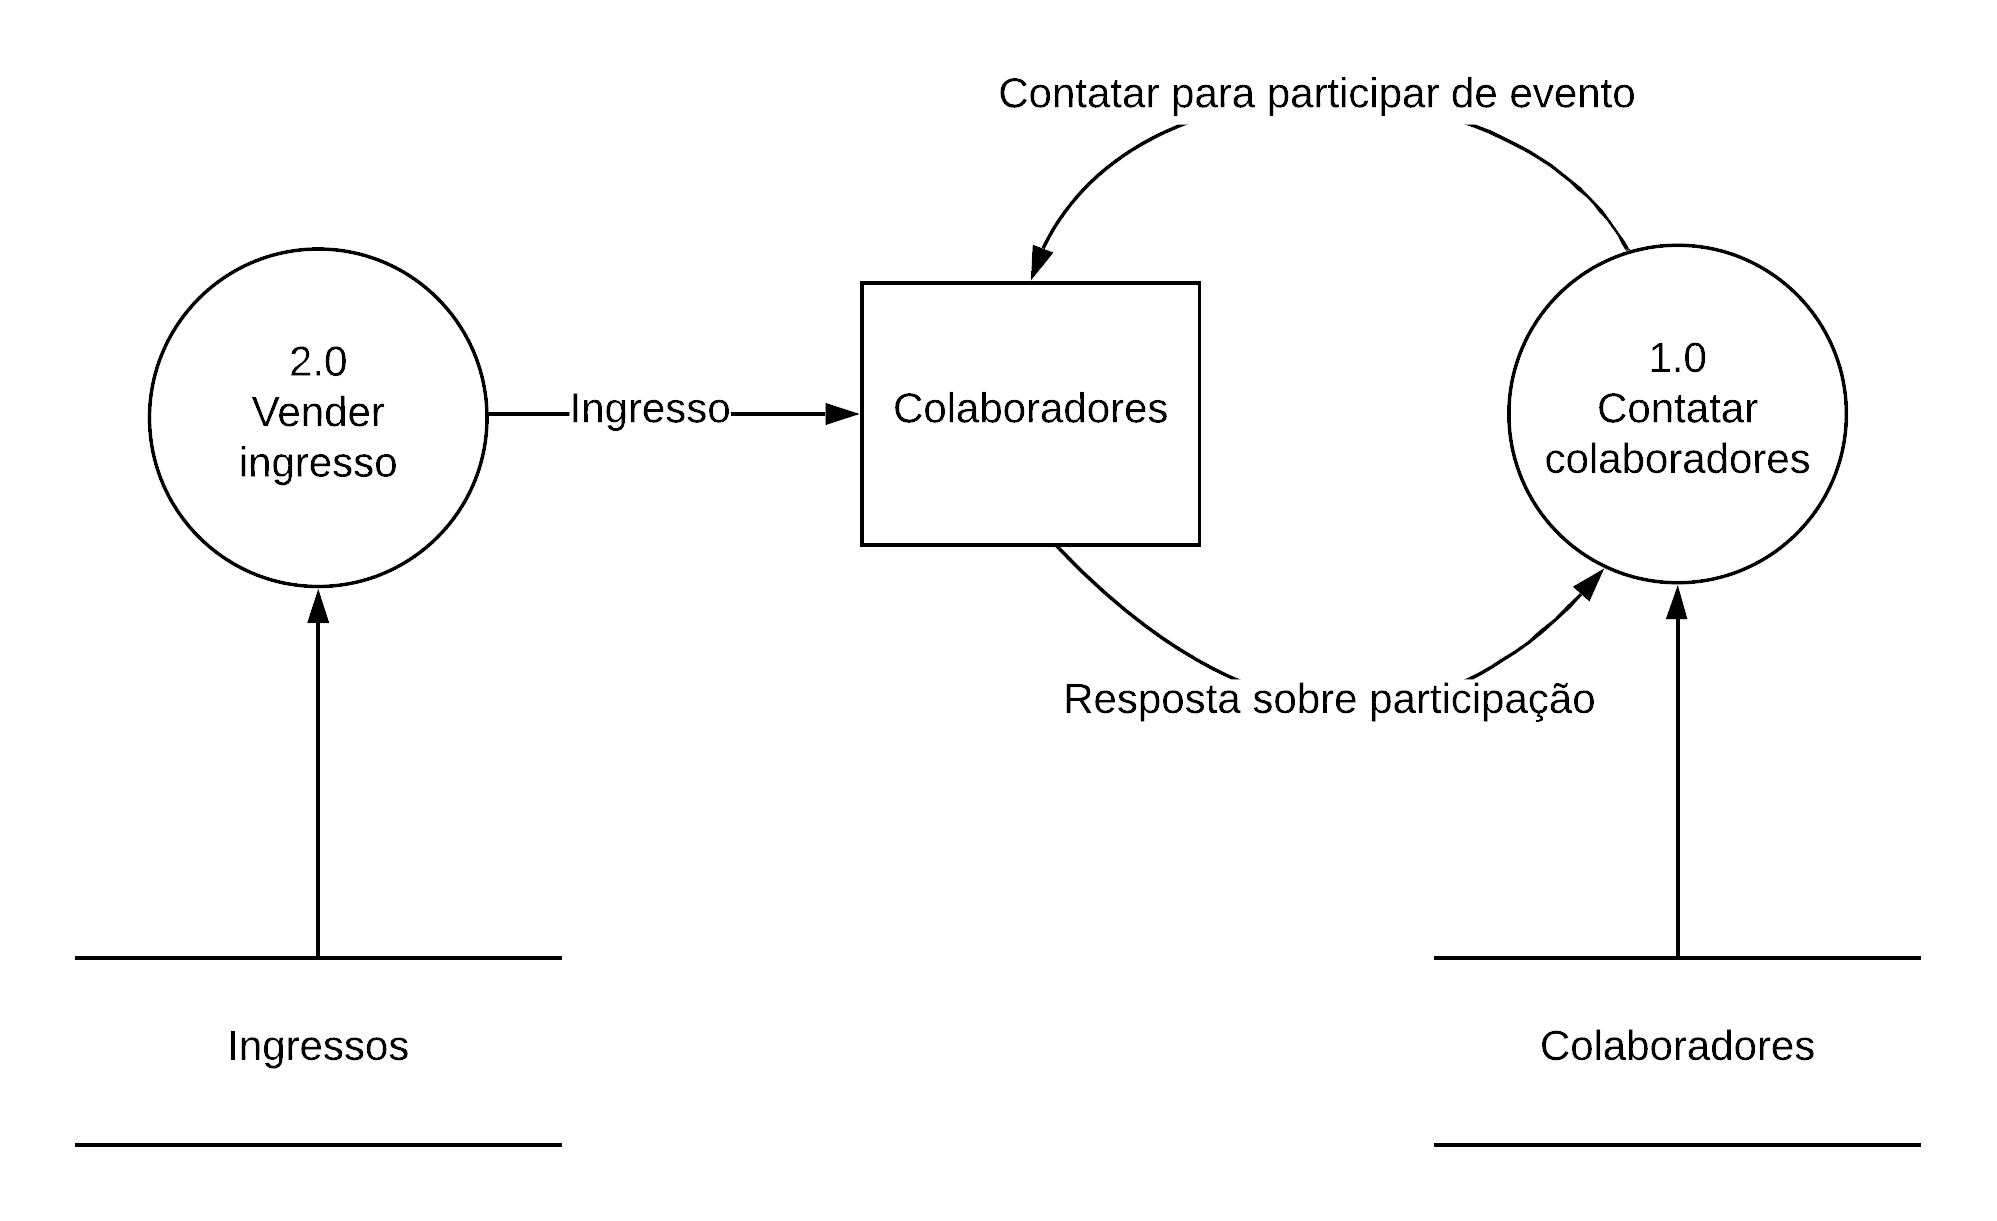 Contatar para participar de evento
2.0
Vender
ingresso
Ingresso
Colaboradores
1.0
Contatar
colaboradores
Resposta sobre participação
Ingressos
Colaboradores